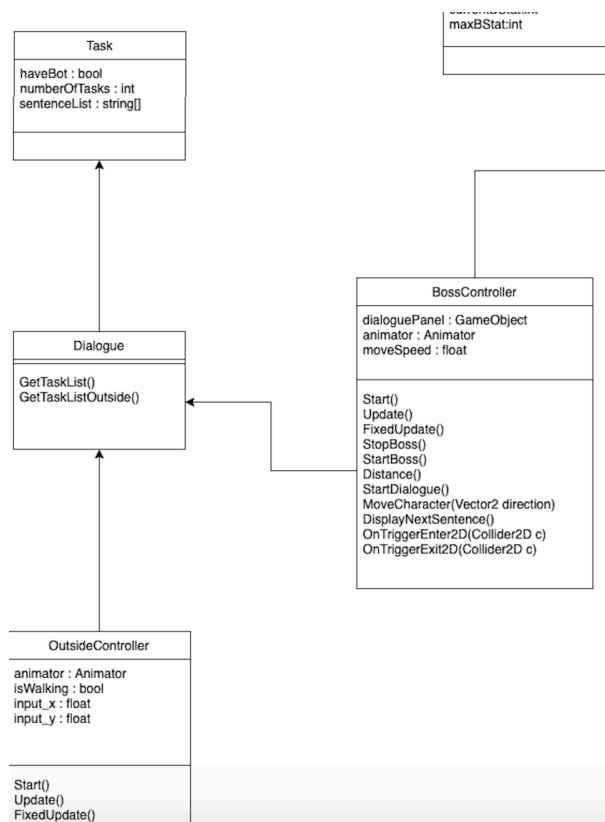 maxBStat:int
Task
haveBot : bool
numberOfTasks : int
sentenceList : string[]
BossController
dialoguePanel : GameObject
animator : Animator
moveSpeed : float
Start()
Update()
FixedUpdate()
StopBoss()
StartBoss()
Distance()
StartDialogue()
MoveCharacter(Vector2 direction)
DisplayNextSentence()
OnTriggerEnter2D(Collider2D c)
OnTriggerExit2D(Collider2D c)
Dialogue
GetTaskList()
GetTaskListOutside()
OutsideController
animator : Animator
isWalking : bool
input_x : float
input_y : float
Start()
Update()
FixedUpdate()